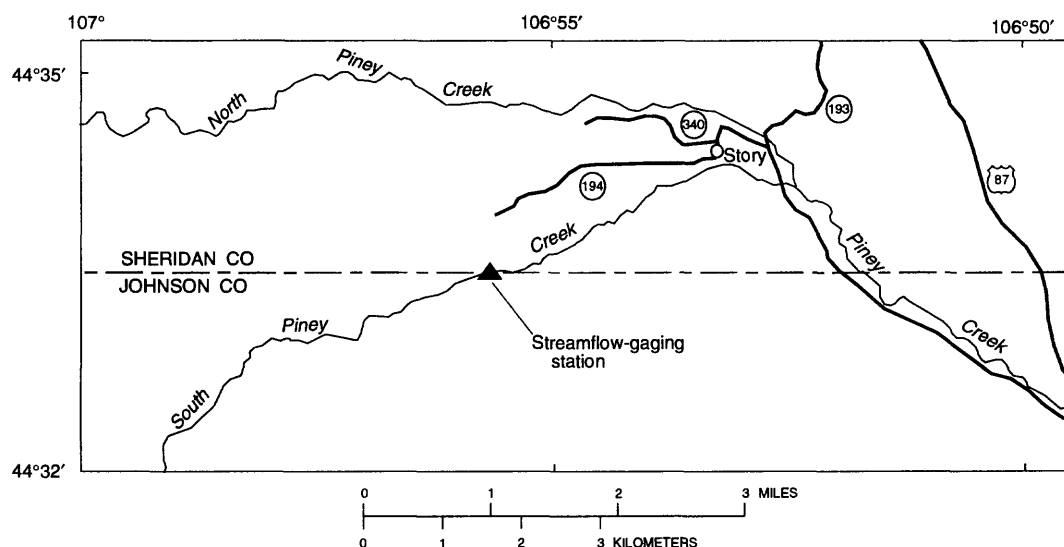 107°
106°55′
106°50′
44°35′
Piney
Creek
North
193
340
Story
87
194
Creek
Piney
SHERIDAN CO
JOHNSON CO
Piney
Creek
Streamflow-gaging
station
South
44°32′
0 1 2 3 MILES
0 1 2 3 KILOMETERS